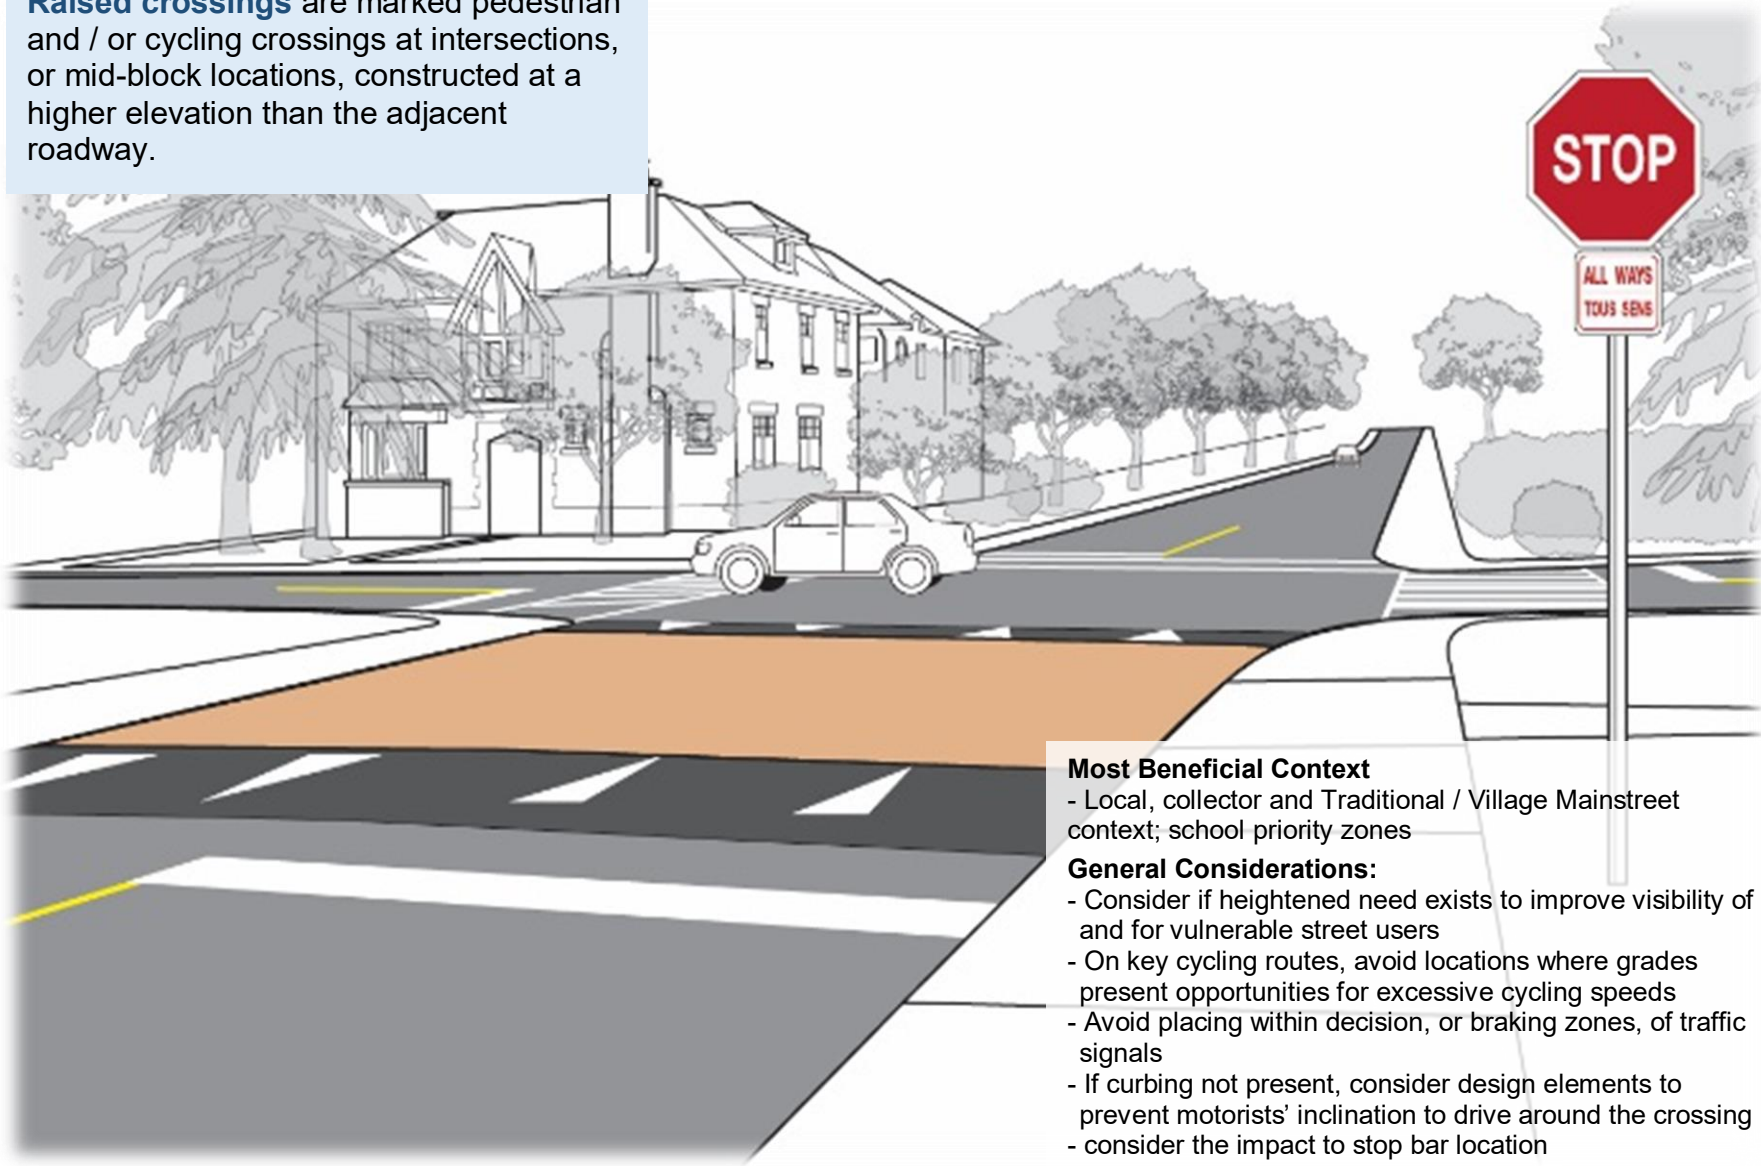 Raised crossings are marked pedestrian
and / or cycling crossings at intersections,
or mid-block locations, constructed at a
higher elevation than the adjacent
roadway.
STOP
ALL WAYS
TOUS SENS
Most Beneficial Context
- Local, collector and Traditional / Village Mainstreet
context; school priority zones
General Considerations:
- Consider if heightened need exists to improve visibility of
and for vulnerable street users
- On key cycling routes, avoid locations where grades
present opportunities for excessive cycling speeds
- Avoid placing within decision, or braking zones, of traffic
signals
- If curbing not present, consider design elements to
prevent motorists’ inclination to drive around the crossing
- consider the impact to stop bar location